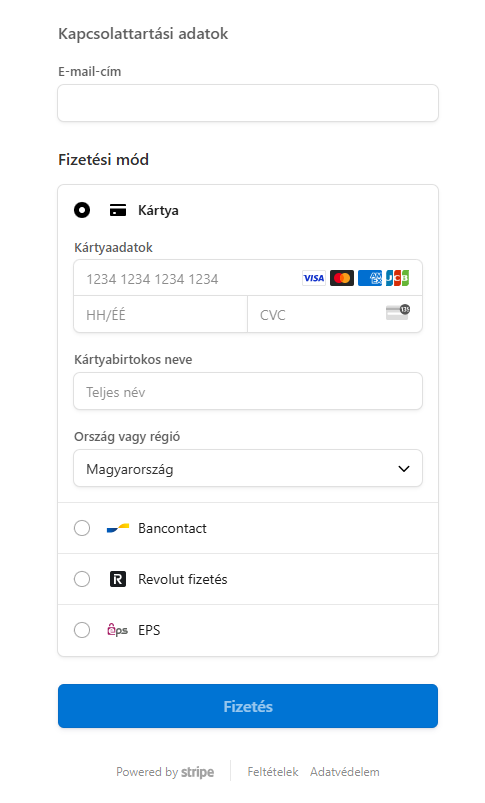 Kapcsolattartási adatok
E-mail-cím
Fizetési mód
Kártya
Kártyaadatok
1234 1234 1234 1234 VISA AMEX JCB
HH/ÉÉ CVC 135
Kártyabirtokos neve
Teljes név
Ország vagy régió
Magyarország
Bancontact
R Revolut fizetés
eps EPS
Fizetés
Powered by stripe Feltételek Adatvédelem